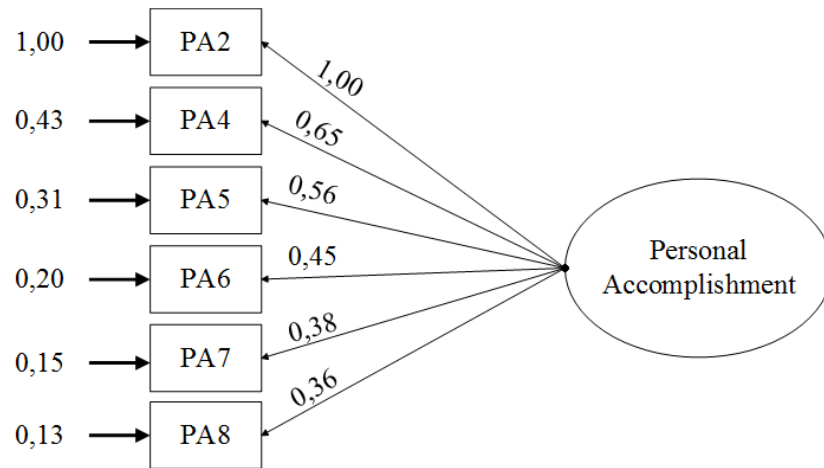 1,00 PA2
1,00
0,43 PA4
0,65
0,31 PA5
0,56
0,20 PA6
0,45
0,15 PA7
0,38
0,13 PA8
0,36
Personal
Accomplishment